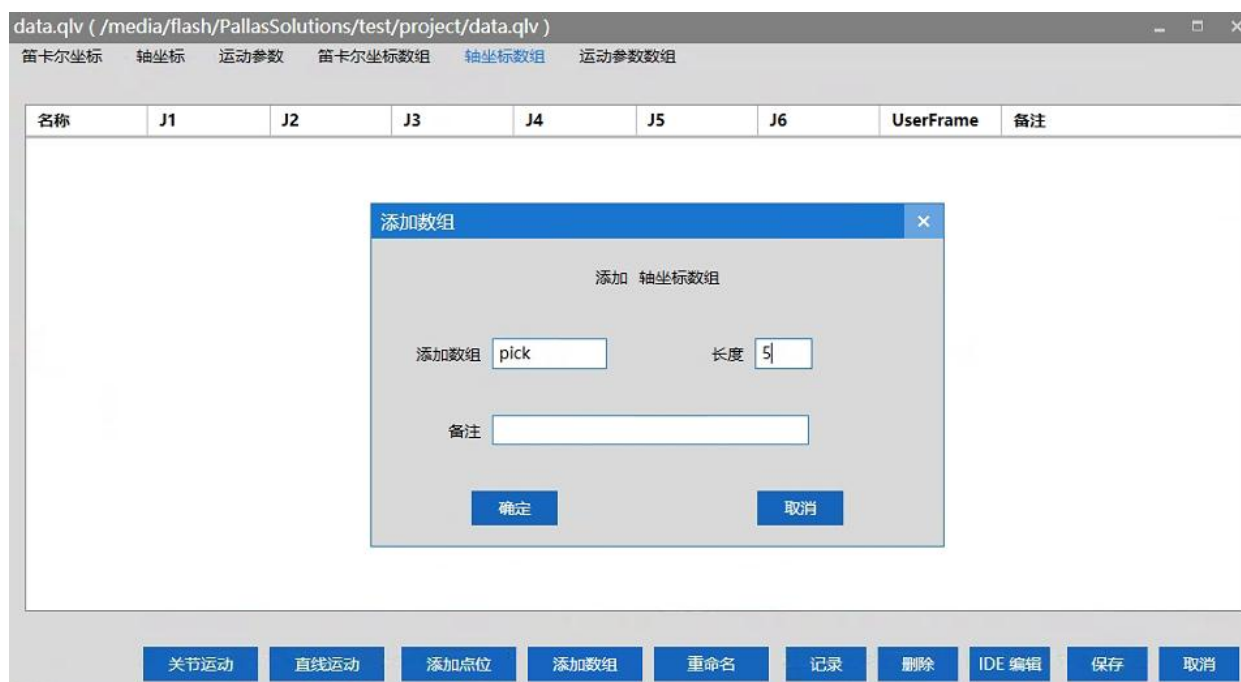 data.qlv ( /media/flash/PallasSolutions/test/project/data.qlv )
笛卡尔坐标 轴坐标 运动参数 笛卡尔坐标数组 轴坐标数组 运动参数数组
名称 J1 J2 J3 J4 J5 J6 UserFrame 备注
添加数组
添加 轴坐标数组
添加数组 pick 长度 5
备注
确定 取消
关节运动 直线运动 添加点位 添加数组 重命名 记录 删除 IDE 编辑 保存 取消